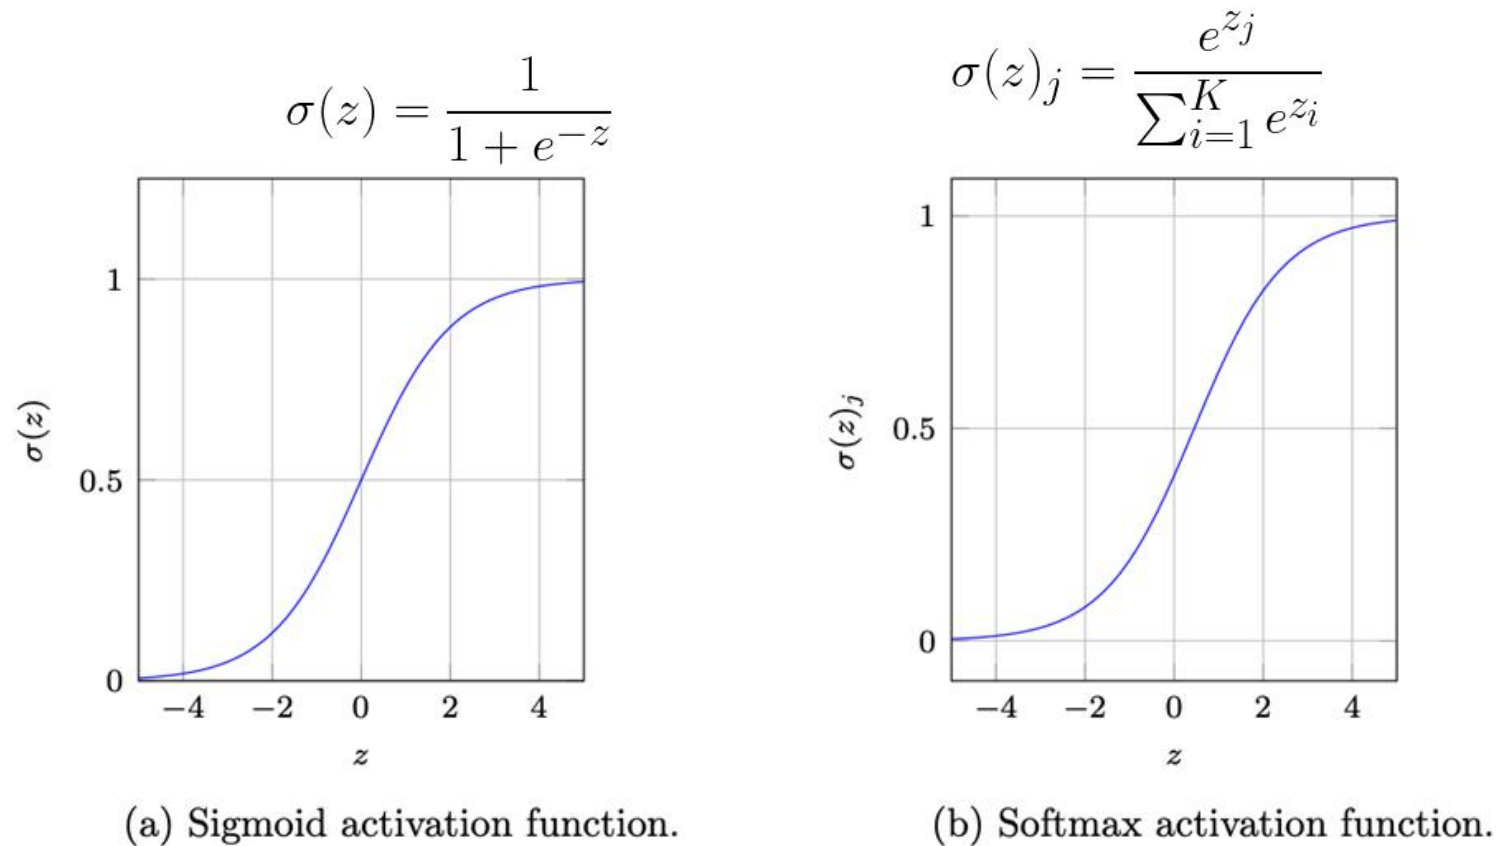 σ(z) = 1 / (1 + e^{-z})
1
0.5
0
σ(z)
−4 −2 0 2 4
z
(a) Sigmoid activation function.
σ(z)_j = e^{z_j} / ∑_{i=1}^{K} e^{z_i}
1
0.5
0
σ(z)_j
−4 −2 0 2 4
z
(b) Softmax activation function.